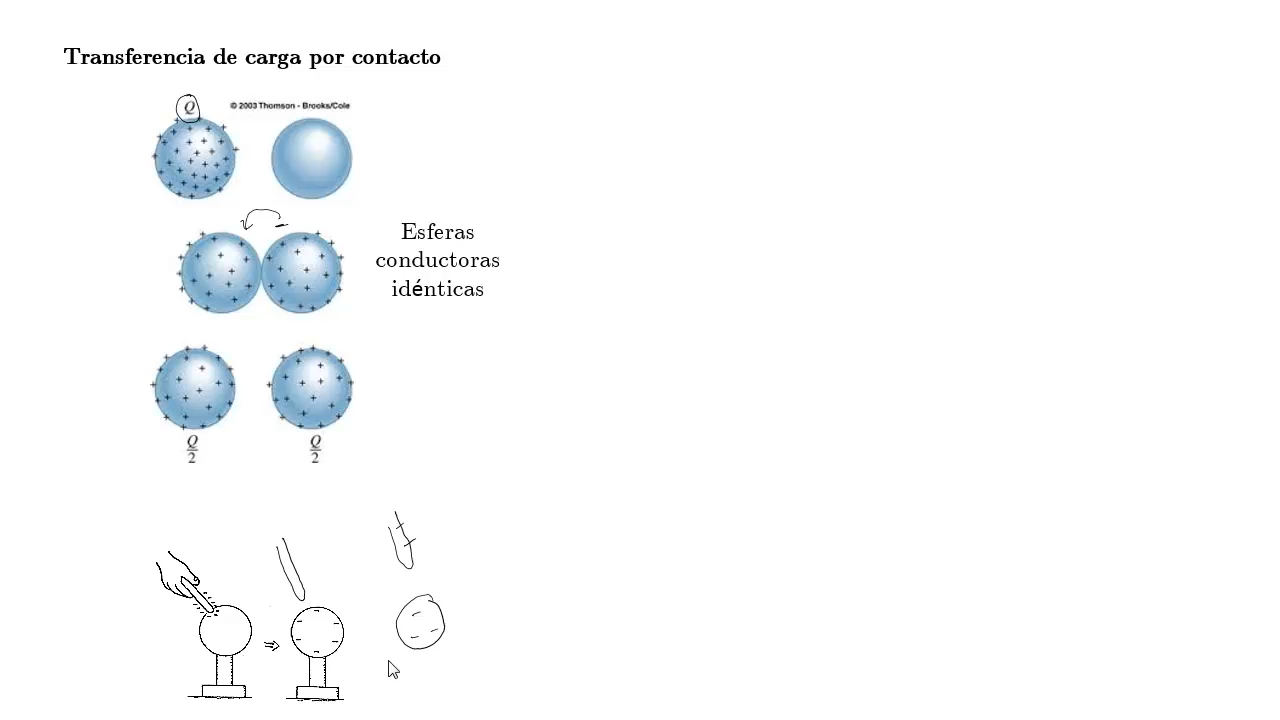 Transferencia de carga por contacto
Q
© 2003 Thomson - Brooks/Cole
Esferas
conductoras
idénticas
Q Q
2 2